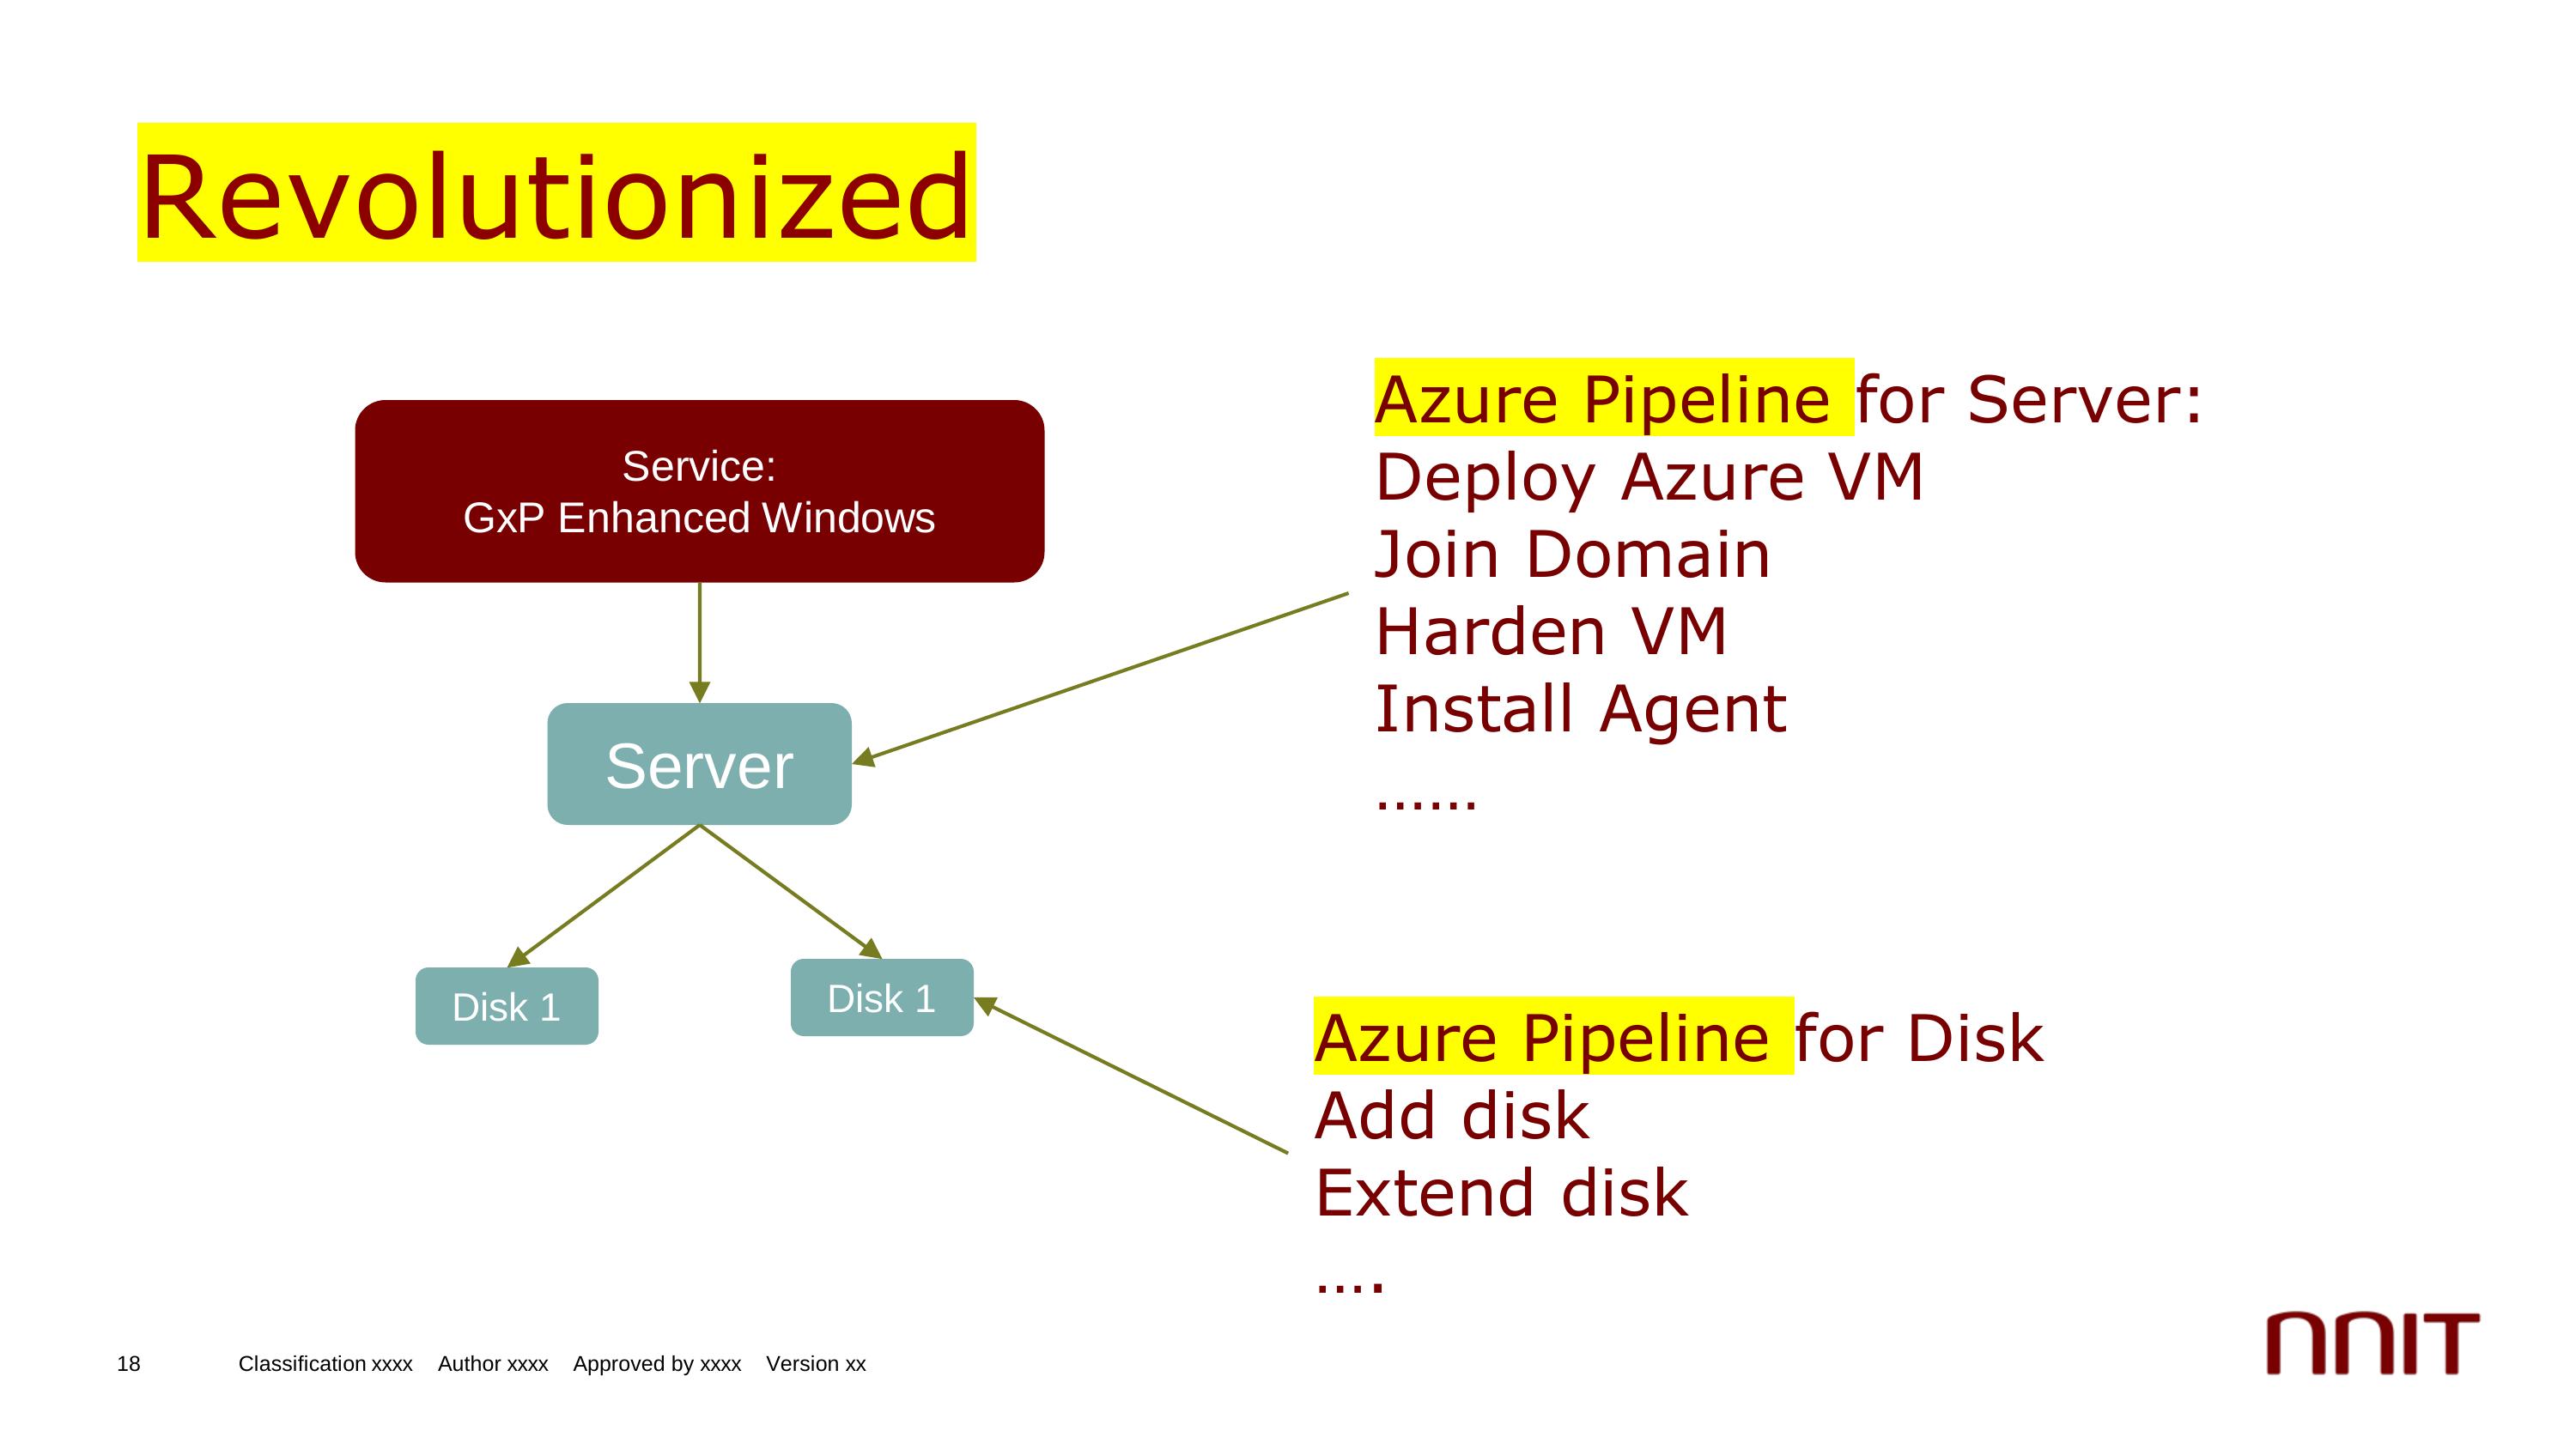 Revolutionized
Service:
GxP Enhanced Windows
Server
Disk 1
Disk 1
Azure Pipeline for Server:
Deploy Azure VM
Join Domain
Harden VM
Install Agent
......
Azure Pipeline for Disk
Add disk
Extend disk
....
18 Classification xxxx Author xxxx Approved by xxxx Version xx
nnIT